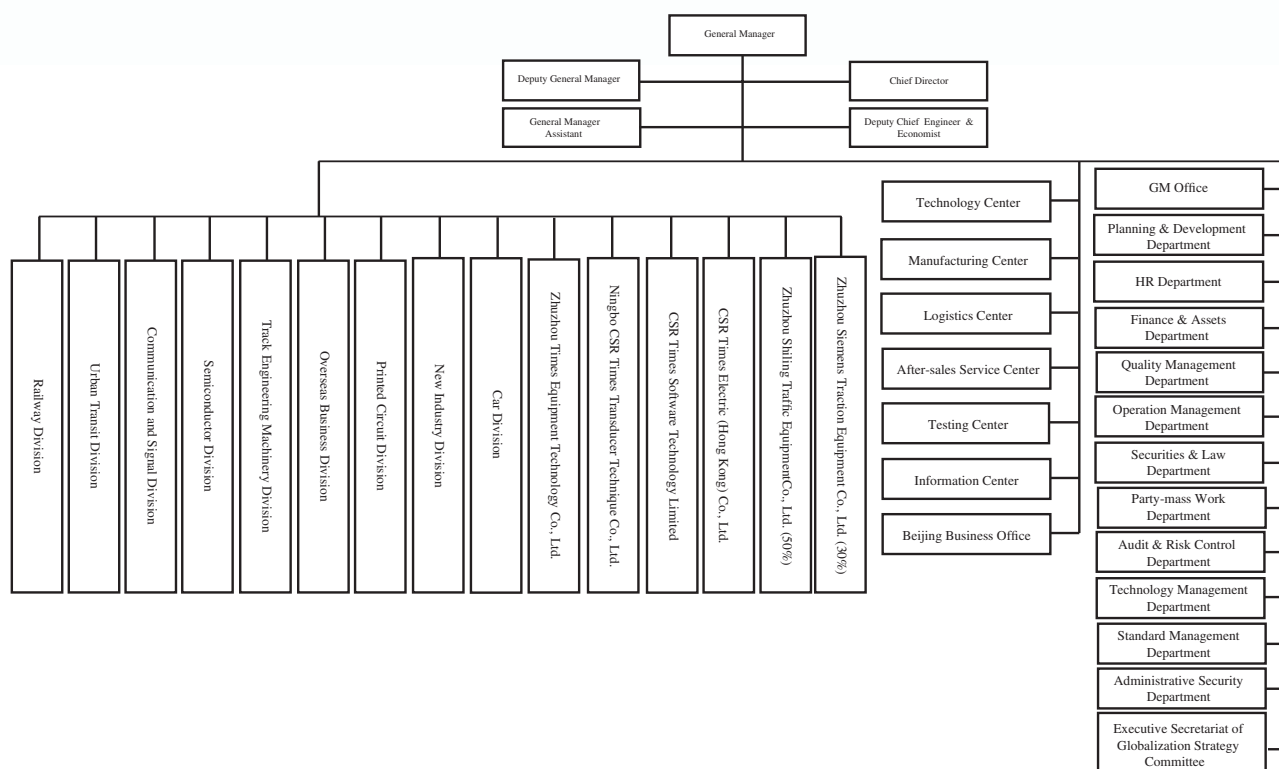 General Manager
Deputy General Manager
Chief Director
General Manager
Assistant
Deputy Chief Engineer &
Economist
Railway Division
Urban Transit Division
Communication and Signal Division
Semiconductor Division
Track Engineering Machinery Division
Overseas Business Division
Printed Circuit Division
New Industry Division
Car Division
Zhuzhou Times Equipment Technology Co., Ltd.
Ningbo CSR Times Transducer Technique Co., Ltd.
CSR Times Software Technology Limited
CSR Times Electric (Hong Kong) Co., Ltd.
Zhuzhou Shiling Traffic EquipmentCo., Ltd. (50%)
Zhuzhou Siemens Traction Equipment Co., Ltd. (30%)
Technology Center
Manufacturing Center
Logistics Center
After-sales Service Center
Testing Center
Information Center
Beijing Business Office
GM Office
Planning & Development
Department
HR Department
Finance & Assets
Department
Quality Management
Department
Operation Management
Department
Securities & Law
Department
Party-mass Work
Department
Audit & Risk Control
Department
Technology Management
Department
Standard Management
Department
Administrative Security
Department
Executive Secretariat of
Globalization Strategy
Committee